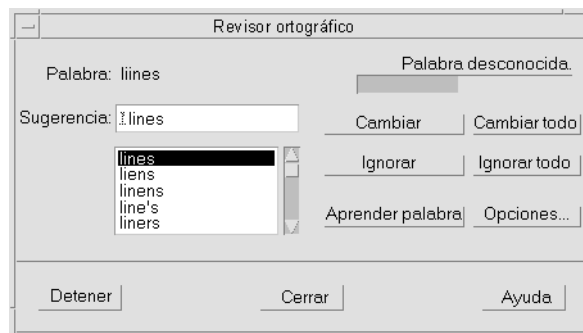 Revisor ortográfico
Palabra: liines
Palabra desconocida.
Sugerencia: lines
Cambiar
Cambiar todo
lines
liens
linens
line's
liners
Ignorar
Ignorar todo
Aprender palabra
Opciones...
Detener
Cerrar
Ayuda